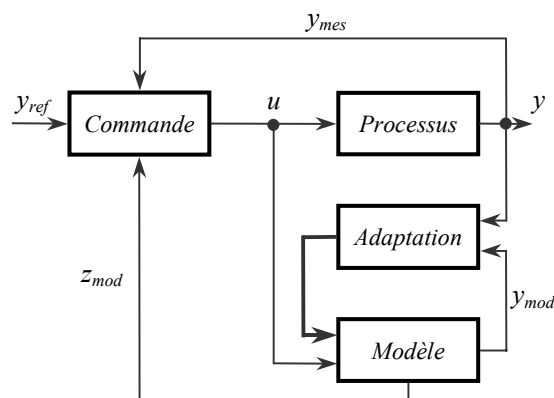 y_mes
y_ref
Commande
u
Processus
y
Adaptation
z_mod
y_mod
Modèle